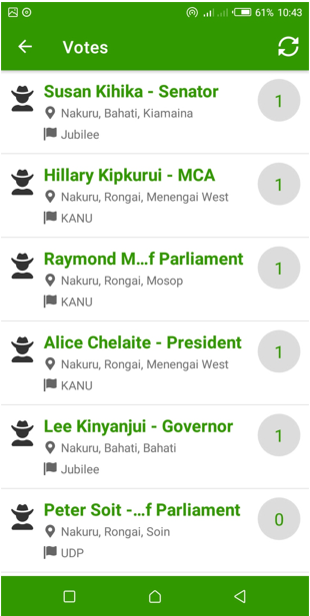 61% 10:43
Votes
Susan Kihika - Senator
1
Nakuru, Bahati, Kiamaina
Jubilee
Hillary Kipkurui - MCA
1
Nakuru, Rongai, Menengai West
KANU
Raymond M...f Parliament
1
Nakuru, Rongai, Mosop
KANU
Alice Chelaite - President
1
Nakuru, Rongai, Menengai West
KANU
Lee Kinyanjui - Governor
1
Nakuru, Bahati, Bahati
Jubilee
Peter Soit -...f Parliament
0
Nakuru, Rongai, Soin
UDP